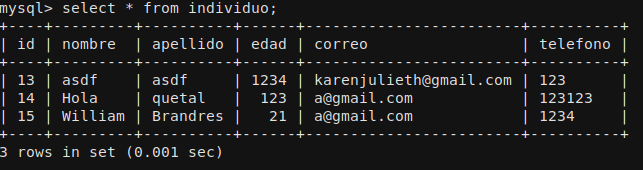 mysql> select * from individuo;
+----+---------+----------+------+------------------------+----------+
| id | nombre | apellido | edad | correo | telefono |
+----+---------+----------+------+------------------------+----------+
| 13 | asdf | asdf | 1234 | karenjulieth@gmail.com | 123 |
| 14 | Hola | quetal | 123 | a@gmail.com | 123123 |
| 15 | William | Brandres | 21 | a@gmail.com | 1234 |
+----+---------+----------+------+------------------------+----------+
3 rows in set (0.001 sec)